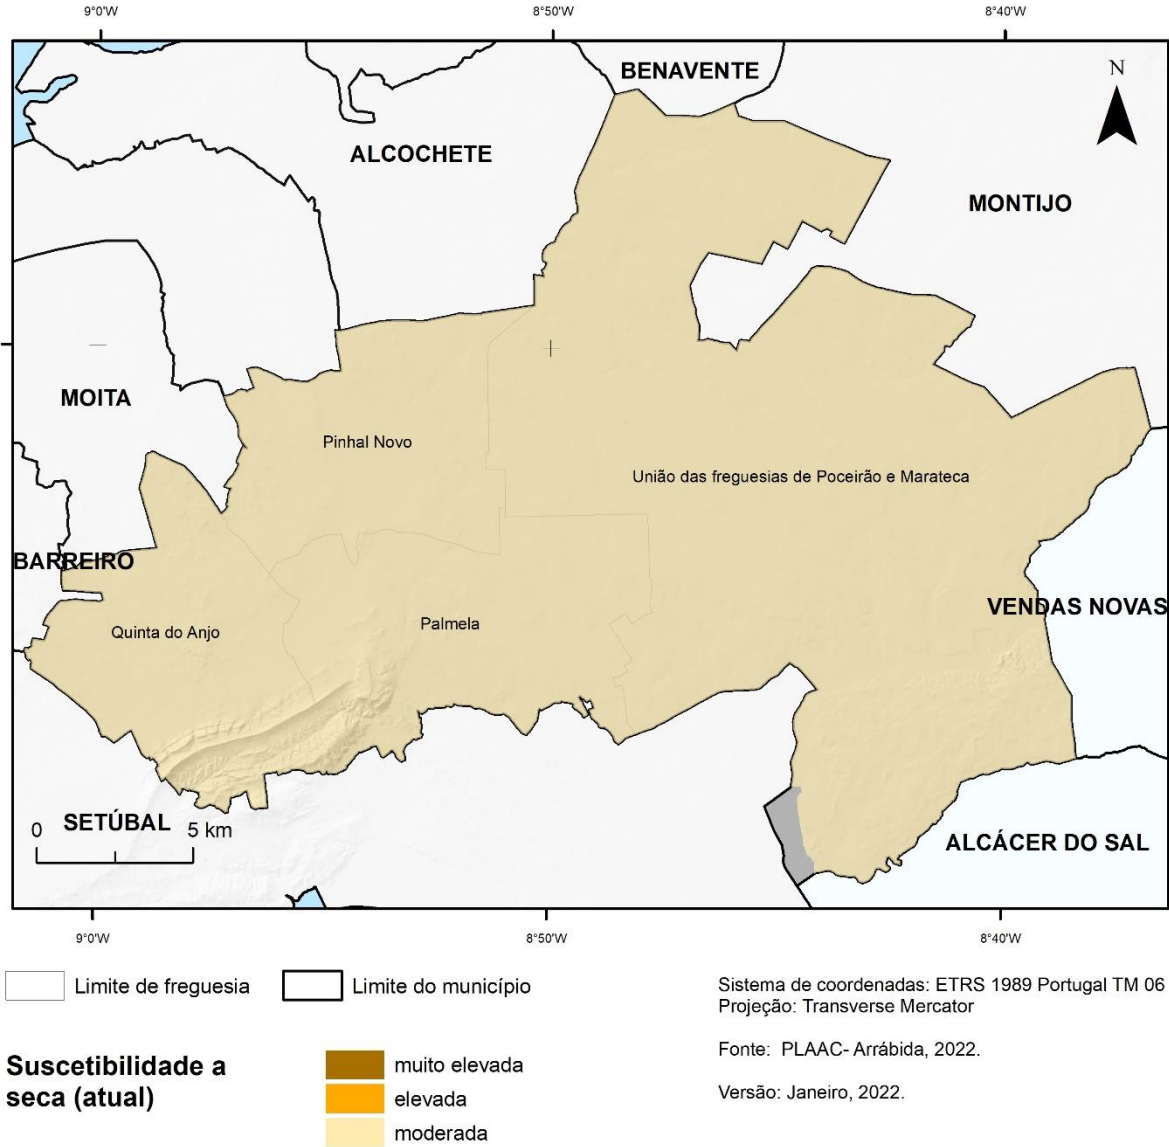 9°0'W 8°50'W 8°40'W
BENAVENTE
N
ALCOCHETE
MONTIJO
MOITA
Pinhal Novo
União das freguesias de Poceirão e Marateca
BARREIRO
VENDAS NOVAS
Quinta do Anjo
Palmela
SETÚBAL
0 5 km
ALCÁCER DO SAL
9°0'W 8°50'W 8°40'W
Limite de freguesia
Limite do município
Sistema de coordenadas: ETRS 1989 Portugal TM 06
Projeção: Transverse Mercator
Fonte: PLAAC- Arrábida, 2022.
Versão: Janeiro, 2022.
Suscetibilidade a
seca (atual)
muito elevada
elevada
moderada